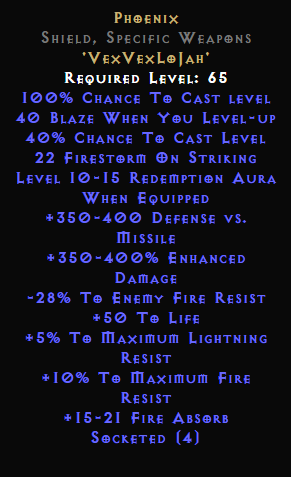 Phoenix
Shield, Specific Weapons
'VexVexLoJah'
Required Level: 65
100% Chance To Cast level
40 Blaze When You Level-up
40% Chance To Cast Level
22 Firestorm On Striking
Level 10-15 Redemption Aura
When Equipped
+350-400 Defense vs.
Missile
+350-400% Enhanced
Damage
-28% To Enemy Fire Resist
+50 To Life
+5% To Maximum Lightning
Resist
+10% To Maximum Fire
Resist
+15-21 Fire Absorb
Socketed (4)